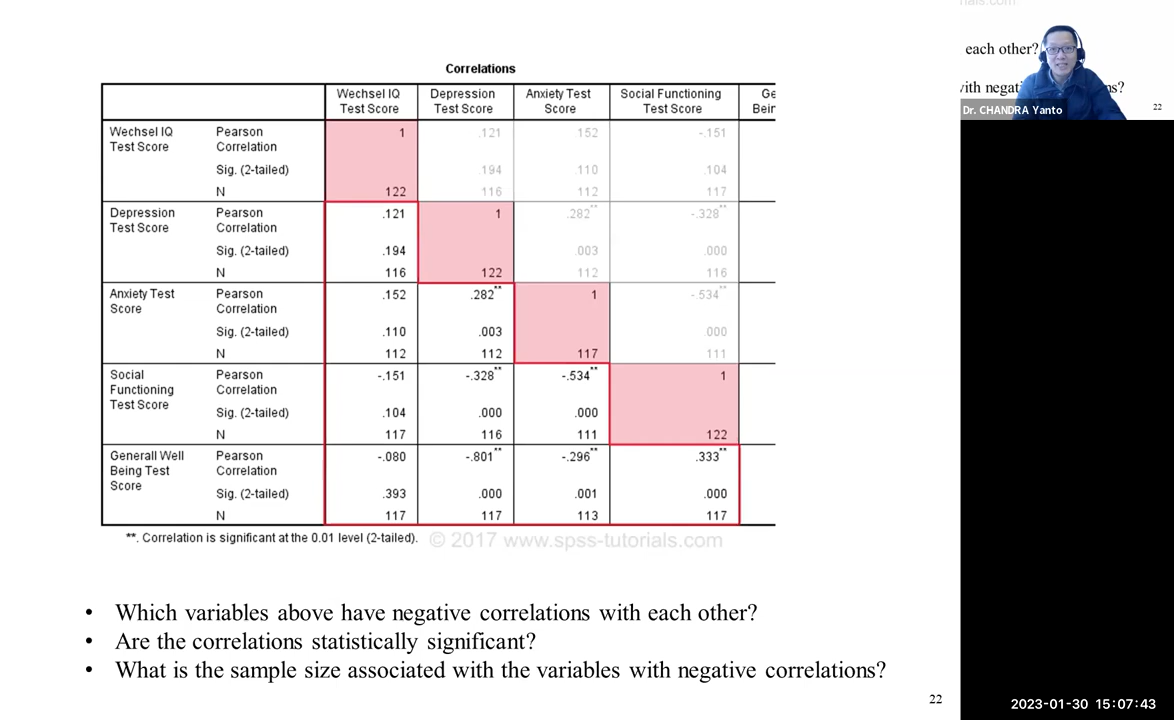 ials.com
Correlations
Wechsel IQ Test Score Depression Test Score Anxiety Test Score Social Functioning Test Score Ge Beir
Wechsel IQ Test Score Pearson Correlation 1 .121 .152 -.151
Sig. (2-tailed) .194 .110 .104
N 122 116 112 117
Depression Test Score Pearson Correlation .121 1 .282** -.328**
Sig. (2-tailed) .194 .003 .000
N 116 122 112 116
Anxiety Test Score Pearson Correlation .152 .282** 1 -.534**
Sig. (2-tailed) .110 .003 .000
N 112 112 117 111
Social Functioning Test Score Pearson Correlation -.151 -.328** -.534** 1
Sig. (2-tailed) .104 .000 .000
N 117 116 111 122
Generall Well Being Test Score Pearson Correlation -.080 -.801** -.296** .333**
Sig. (2-tailed) .393 .000 .001 .000
N 117 117 113 117
**. Correlation is significant at the 0.01 level (2-tailed). © 2017 www.spss-tutorials.com
• Which variables above have negative correlations with each other?
• Are the correlations statistically significant?
• What is the sample size associated with the variables with negative correlations?
22
each other?
with negati ns?
22
Dr. CHANDRA Yanto
2023-01-30 15:07:43